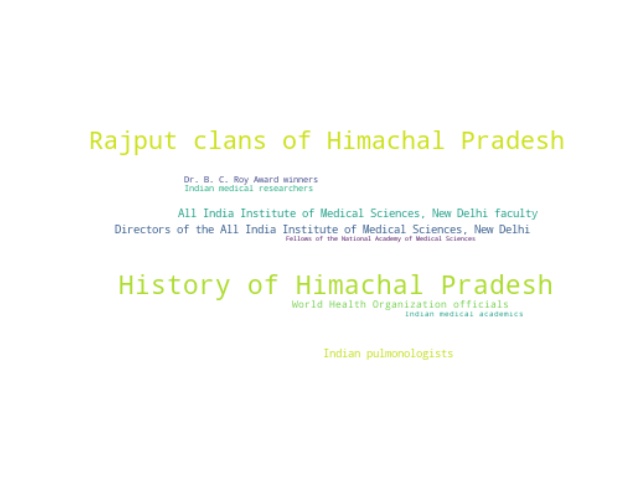 Rajput clans of Himachal Pradesh
Dr. B. C. Roy Award winners
Indian medical researchers
All India Institute of Medical Sciences, New Delhi faculty
Directors of the All India Institute of Medical Sciences, New Delhi
Fellows of the National Academy of Medical Sciences
History of Himachal Pradesh
World Health Organization officials
indian medical academics
Indian pulmonologists